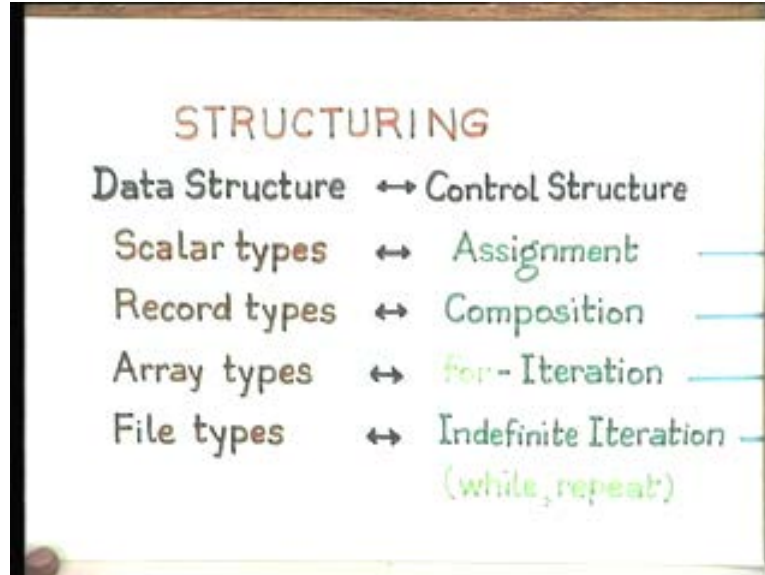 STRUCTURING
Data Structure ↔ Control Structure
Scalar types ↔ Assignment
Record types ↔ Composition
Array types ↔ for - Iteration
File types ↔ Indefinite Iteration
(while, repeat)